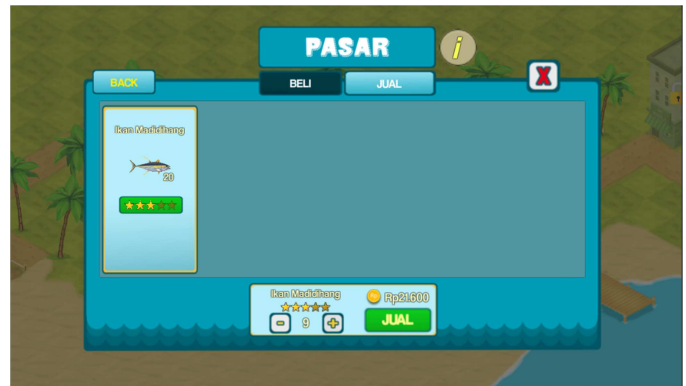 PASAR
i
BACK
BELI
JUAL
X
Ikan Madidihang
20
Ikan Madidihang
Rp21.600
- 9 +
JUAL